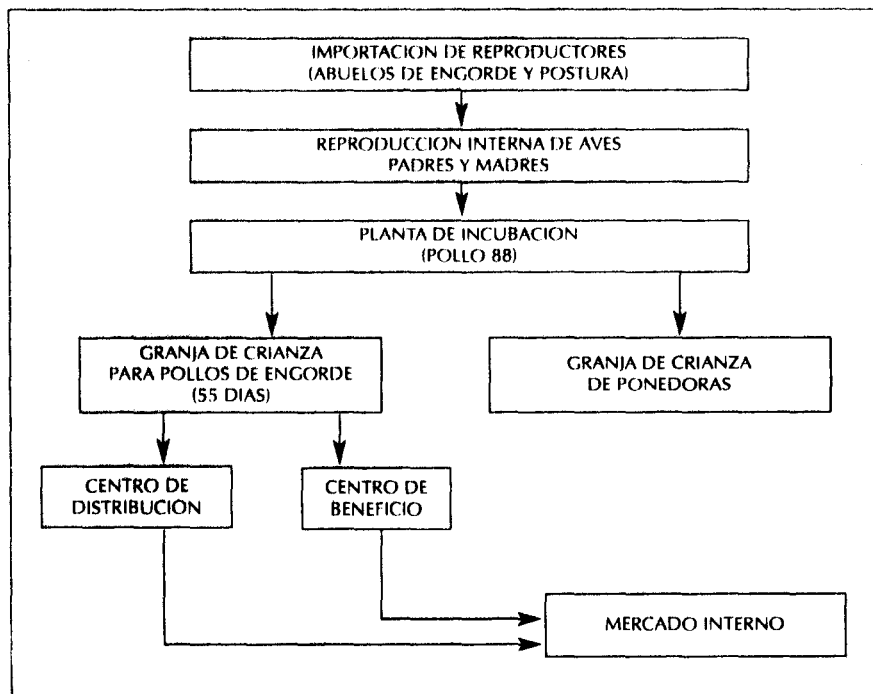 IMPORTACION DE REPRODUCTORES
(ABUELOS DE ENGORDE Y POSTURA)
REPRODUCCION INTERNA DE AVES
PADRES Y MADRES
PLANTA DE INCUBACION
(POLLO 88)
GRANJA DE CRIANZA
PARA POLLOS DE ENGORDE
(55 DIAS)
GRANJA DE CRIANZA
DE PONEDORAS
CENTRO DE
DISTRIBUCION
CENTRO DE
BENEFICIO
MERCADO INTERNO